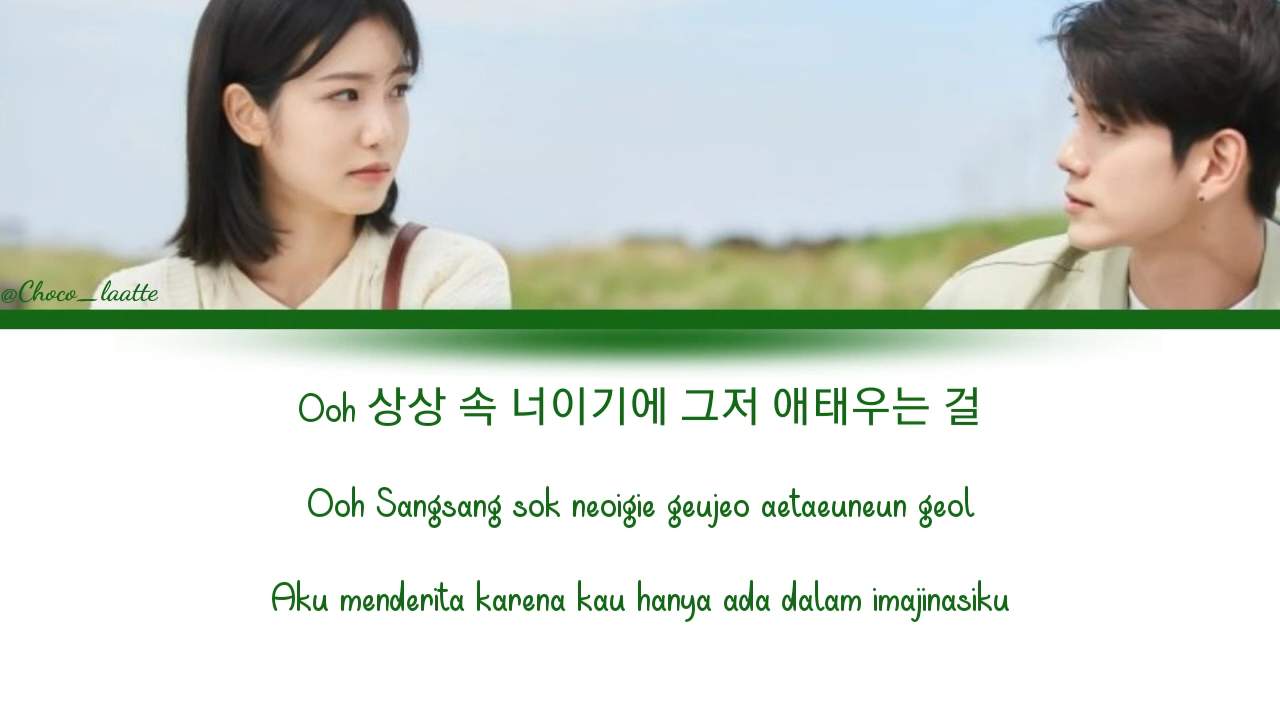 @Choco_laatte
Ooh 상상 속 너이기에 그저 애태우는 걸
Ooh Sangsang sok neoigie geujeo aetaeuneun geol
Aku menderita karena kau hanya ada dalam imajinasiku